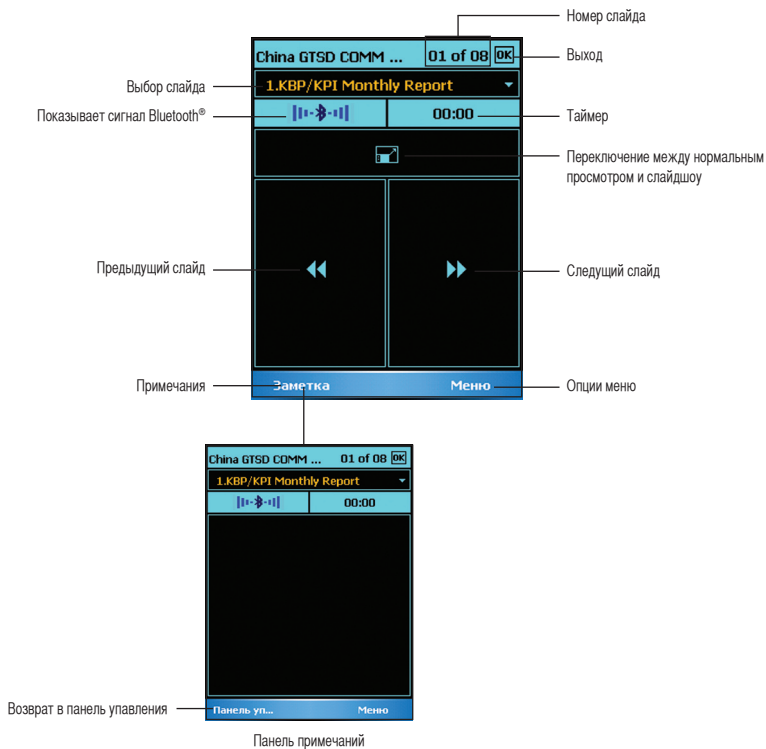 Номер слайда
China GTSD COMM ... 01 of 08 OK
Выход
1.KBP/KPI Monthly Report
Выбор слайда
Показывает сигнал Bluetooth®
00:00
Таймер
Переключение между нормальным
просмотром и слайдшоу
Предыдущий слайд
Следущий слайд
Примечания
Заметка
Меню
Опции меню
China GTSD COMM ... 01 of 08 OK
1.KBP/KPI Monthly Report
00:00
Возврат в панель упавления
Панель уп...
Меню
Панель примечаний